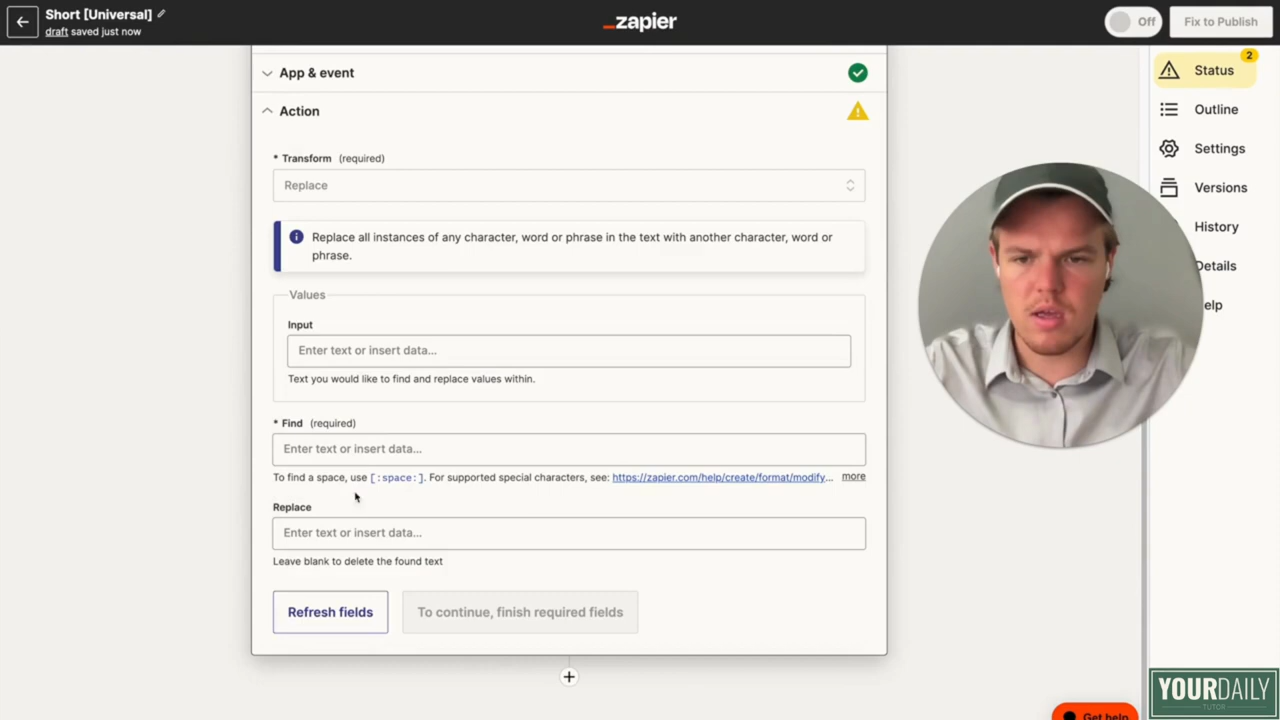 Short [Universal]
draft saved just now
_zapier
Off
Fix to Publish
App & event
Action
* Transform (required)
Replace
Replace all instances of any character, word or phrase in the text with another character, word or
phrase.
Values
Input
Enter text or insert data...
Text you would like to find and replace values within.
* Find (required)
Enter text or insert data...
To find a space, use [:space:]. For supported special characters, see: https://zapier.com/help/create/format/modify... more
Replace
Enter text or insert data...
Leave blank to delete the found text
Refresh fields
To continue, finish required fields
2
Status
Outline
Settings
Versions
History
Details
elp
Get help
YOURDAILY
TUTOR